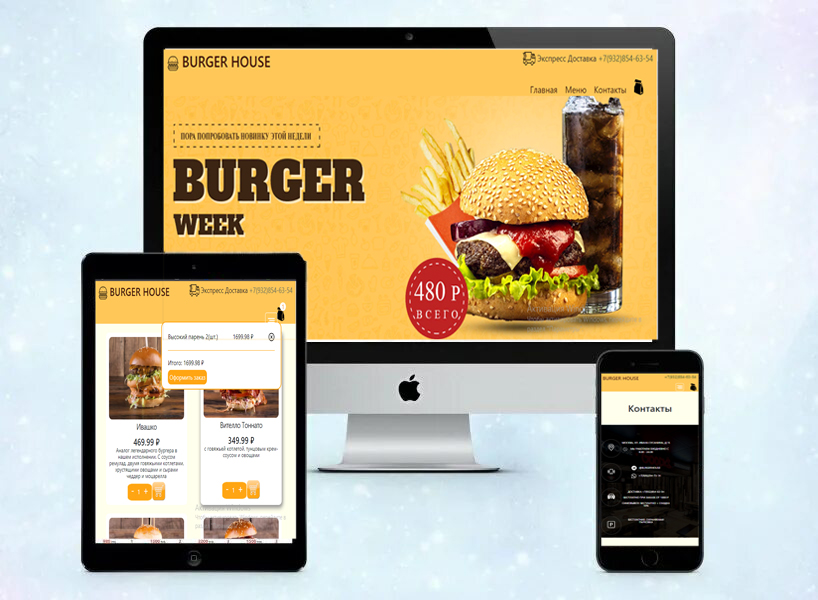 BURGER HOUSE
Экспресс Доставка +7(932)854-63-54
Главная Меню Контакты
ПОРА ПОПРОБОВАТЬ НОВИНКУ ЭТОЙ НЕДЕЛИ
BURGER
WEEK
480 Р
ВСЕГО
BURGER HOUSE
Экспресс Доставка +7(932)854-63-54
Высокий парень 2(шт.) 1699.98 ₽
Итого: 1699.98 ₽
Оформить заказ
Ивашко
469.99 ₽
Аналог легендарного бургера в
нашем исполнении. С соусом
ремулад, двумя говяжьими котлетами,
хрустящими овощами и сырами
чеддер и моцарелла
- 1 +
Вителло Тоннато
349.99 ₽
с говяжьей котлетой, тунцовым крем-
соусом и овощами
- 1 +
BURGER HOUSE
Контакты